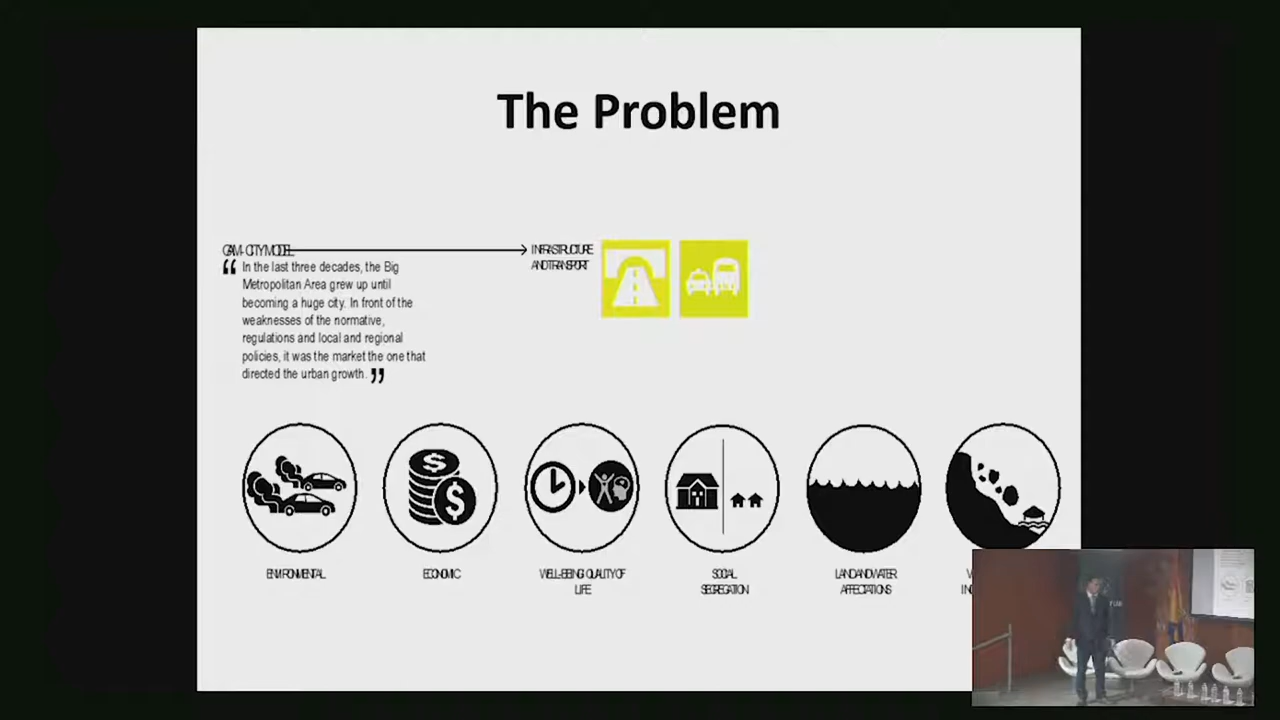 The Problem
GAM - CITY MODEL
INFRASTRUCTURE
AND TRANSPORT
“ In the last three decades, the Big
Metropolitan Area grew up until
becoming a huge city. In front of the
weaknesses of the normative,
regulations and local and regional
policies, it was the market the one that
directed the urban growth. ”
ENVIRONMENTAL
ECONOMIC
WELL-BEING QUALITY OF
LIFE
SOCIAL
SEGREGATION
LAND AND WATER
AFFECTATIONS